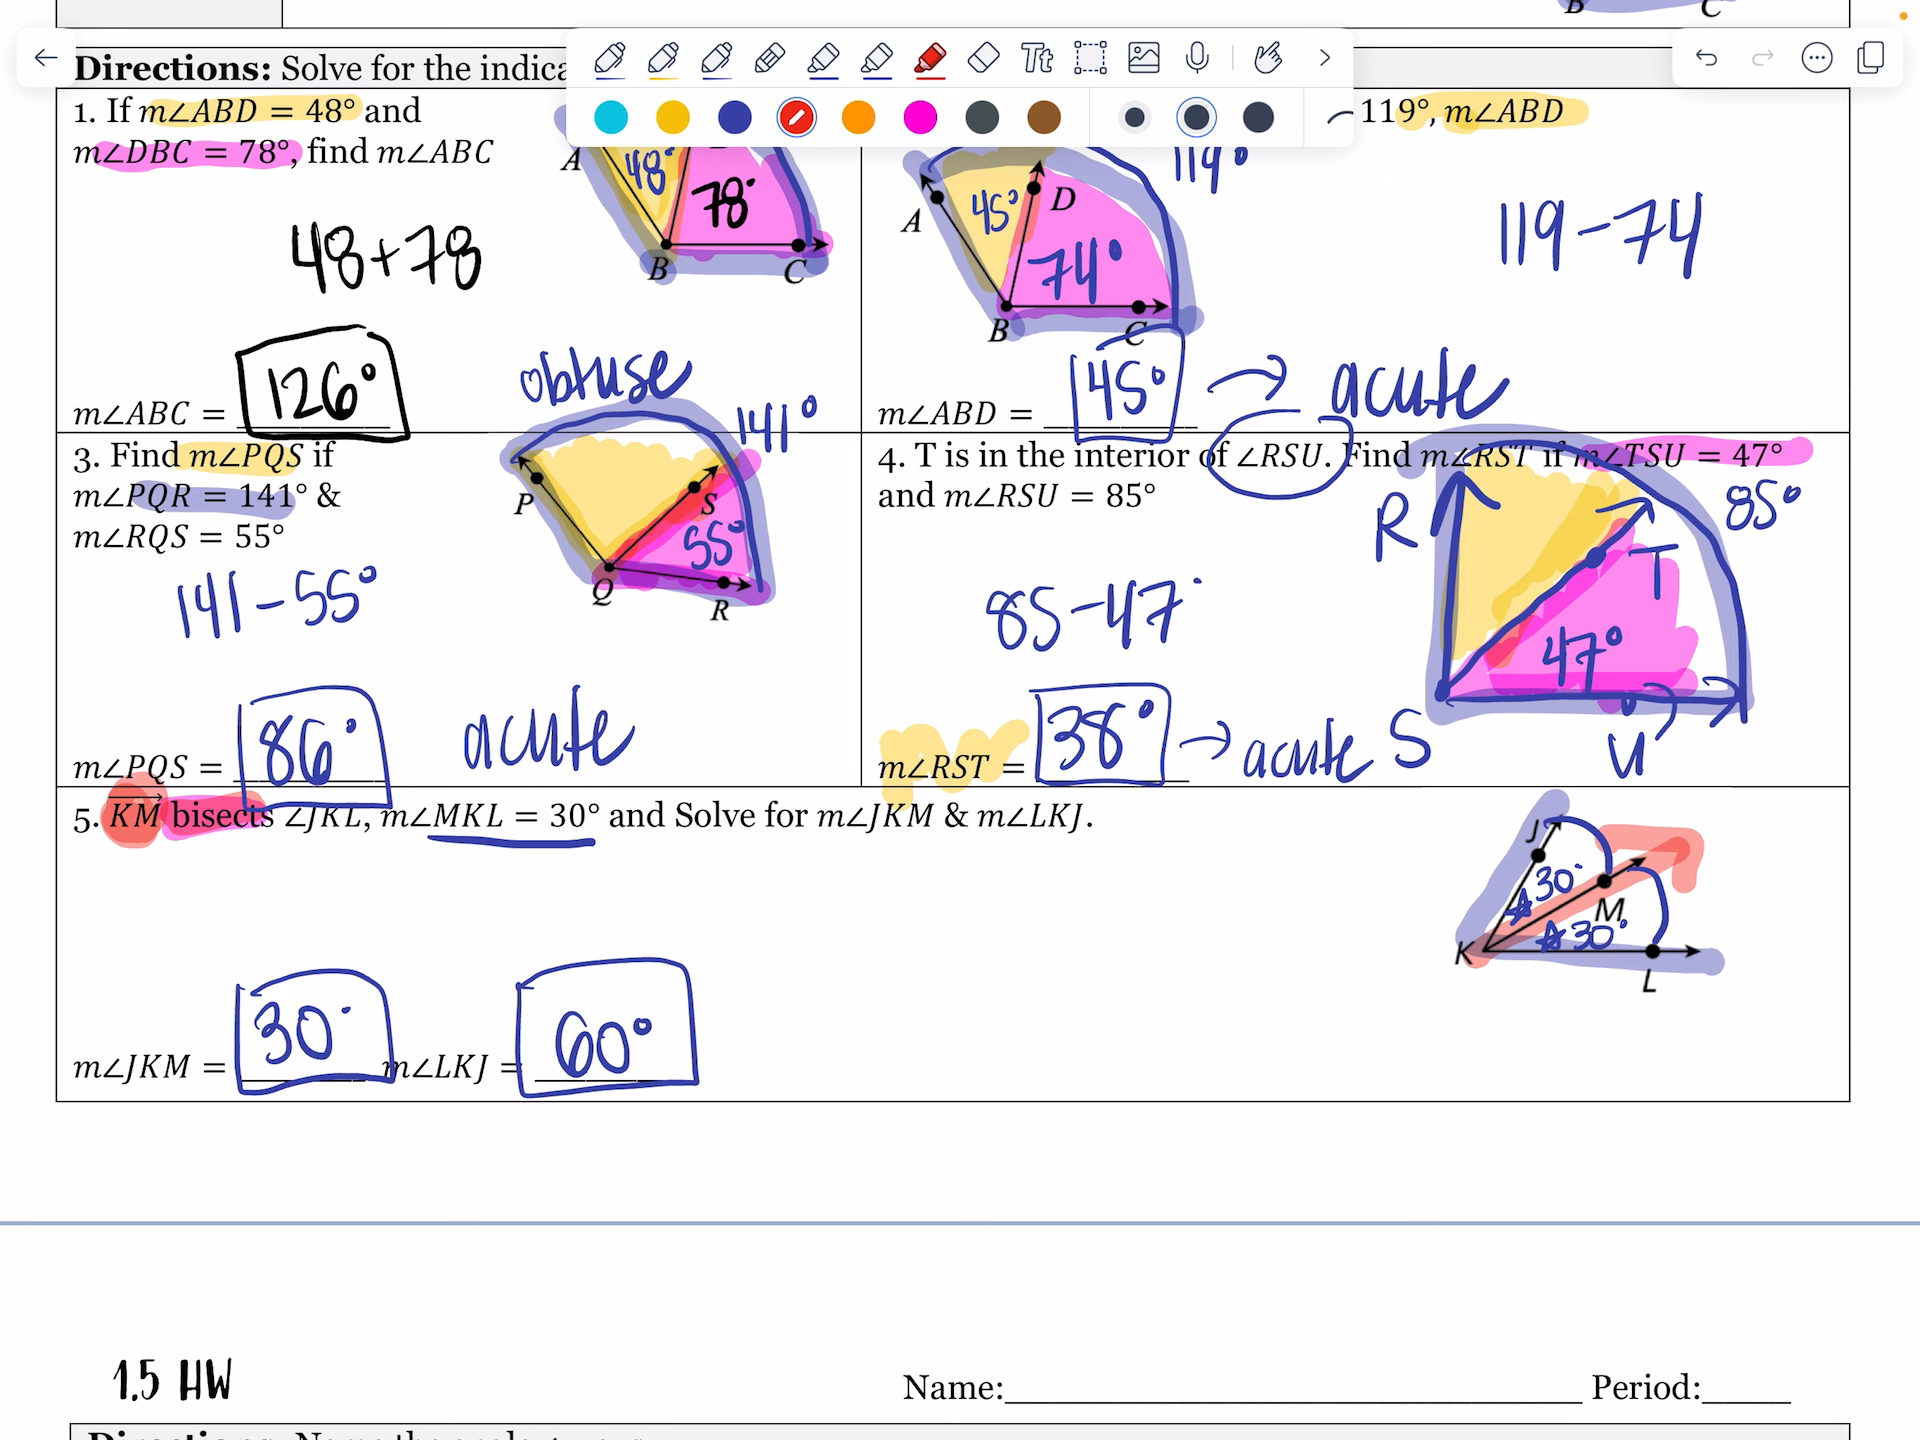 B C
Directions: Solve for the indica
Tt
1. If m∠ABD = 48° and
m∠DBC = 78°, find m∠ABC
48+78
A 48° 78°
B C
m∠ABC = 126°
obtuse
119°, m∠ABD
119°
A 45° D
74°
B C
119-74
m∠ABD = 45° → acute
3. Find m∠PQS if
m∠PQR = 141° &
m∠RQS = 55°
141-55°
141°
P S
55°
Q R
m∠PQS = 86° acute
4. T is in the interior of ∠RSU. Find m∠RST if m∠TSU = 47°
and m∠RSU = 85°
85-47°
R 85°
T
47°
S U
m∠RST = 38° → acute
5. KM bisects ∠JKL, m∠MKL = 30° and Solve for m∠JKM & m∠LKJ.
J
30°
M
30°
K
L
m∠JKM = 30° m∠LKJ = 60°
1.5 HW
Name: Period: